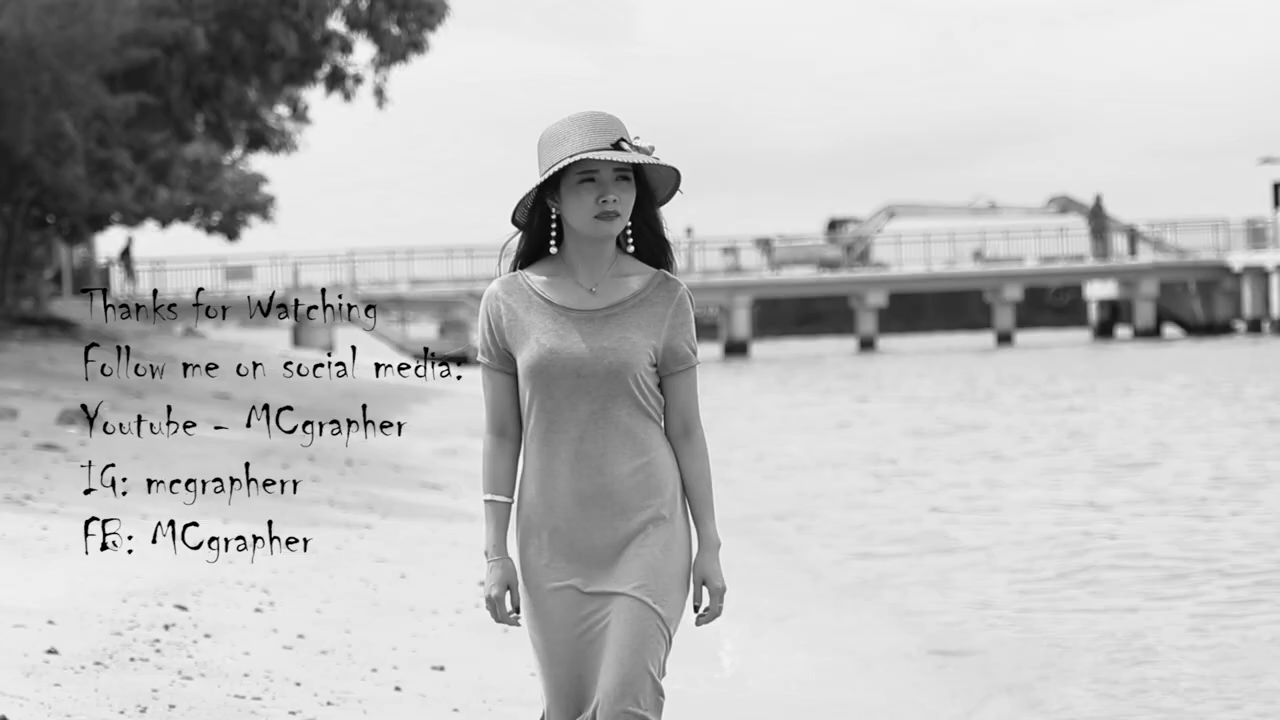 Thanks for Watching
Follow me on social media:
Youtube - MCgrapher
IG: mcgrapherr
FB: MCgrapher